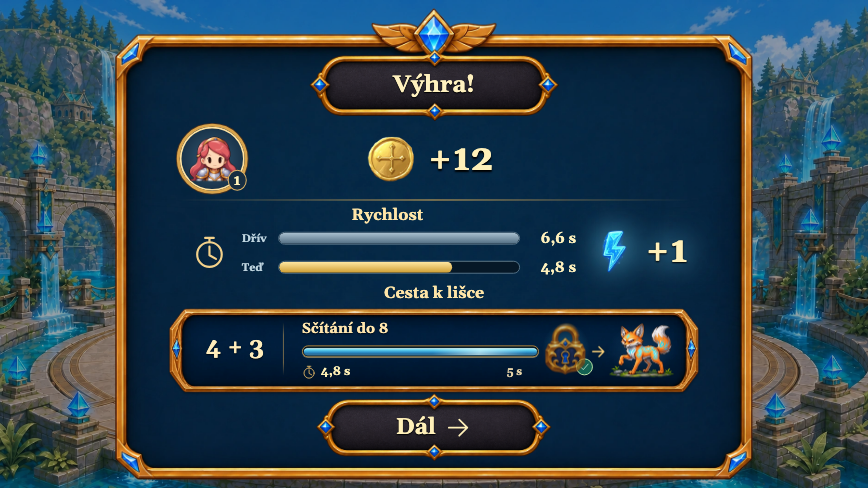 Výhra!
1
+12
Rychlost
Dřív 6,6 s
+1
Teď 4,8 s
Cesta k lišce
4 + 3
Sčítání do 8
4,8 s 5 s
Dál →